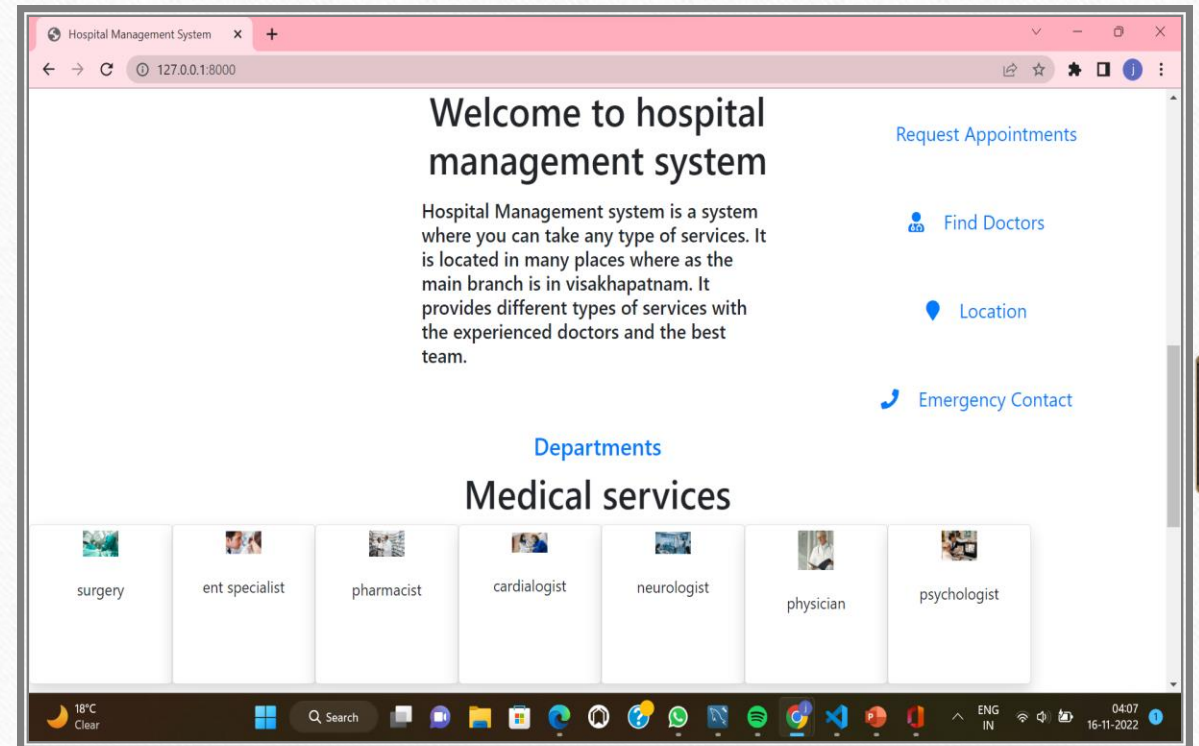 Hospital Management System
127.0.0.1:8000
j
Welcome to hospital
management system
Hospital Management system is a system
where you can take any type of services. It
is located in many places where as the
main branch is in visakhapatnam. It
provides different types of services with
the experienced doctors and the best
team.
Request Appointments
Find Doctors
Location
Emergency Contact
Departments
Medical services
surgery
ent specialist
pharmacist
cardialogist
neurologist
physician
psychologist
18°C
Clear
Search
ENG
IN
04:07
16-11-2022
1